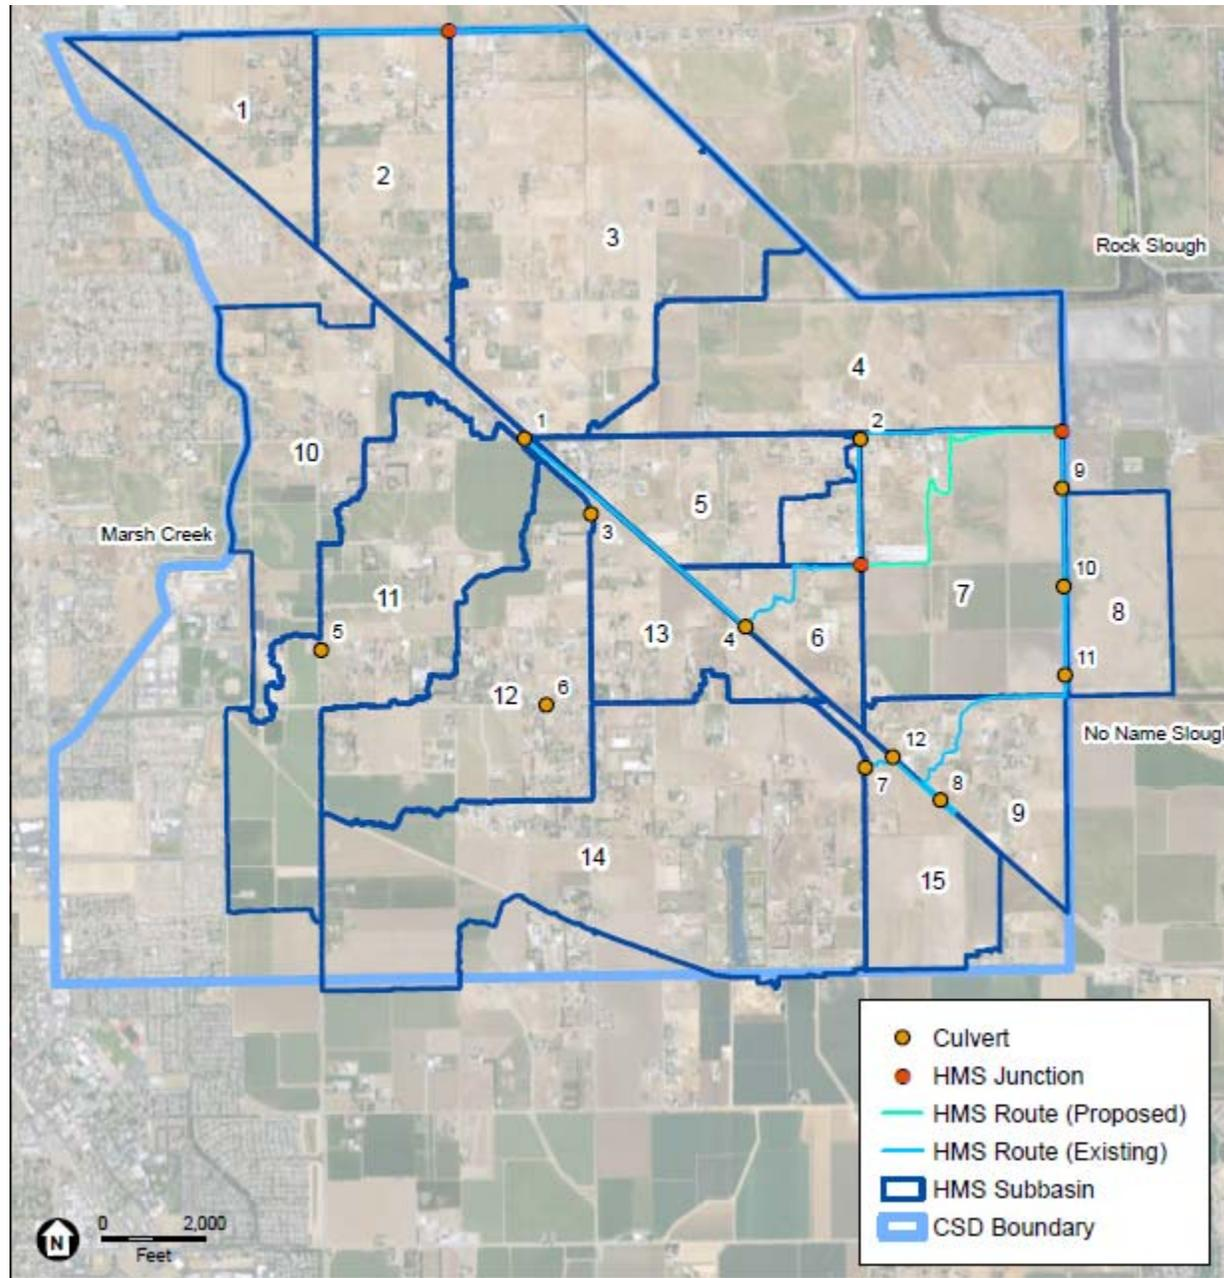 1
2
3
Rock Slough
4
1
2
10
9
5
3
Marsh Creek
10
7
8
11
13
6
4
5
11
12
6
No Name Slough
12
7
8
9
14
15
Culvert
HMS Junction
HMS Route (Proposed)
HMS Route (Existing)
HMS Subbasin
CSD Boundary
0 2,000
Feet
N